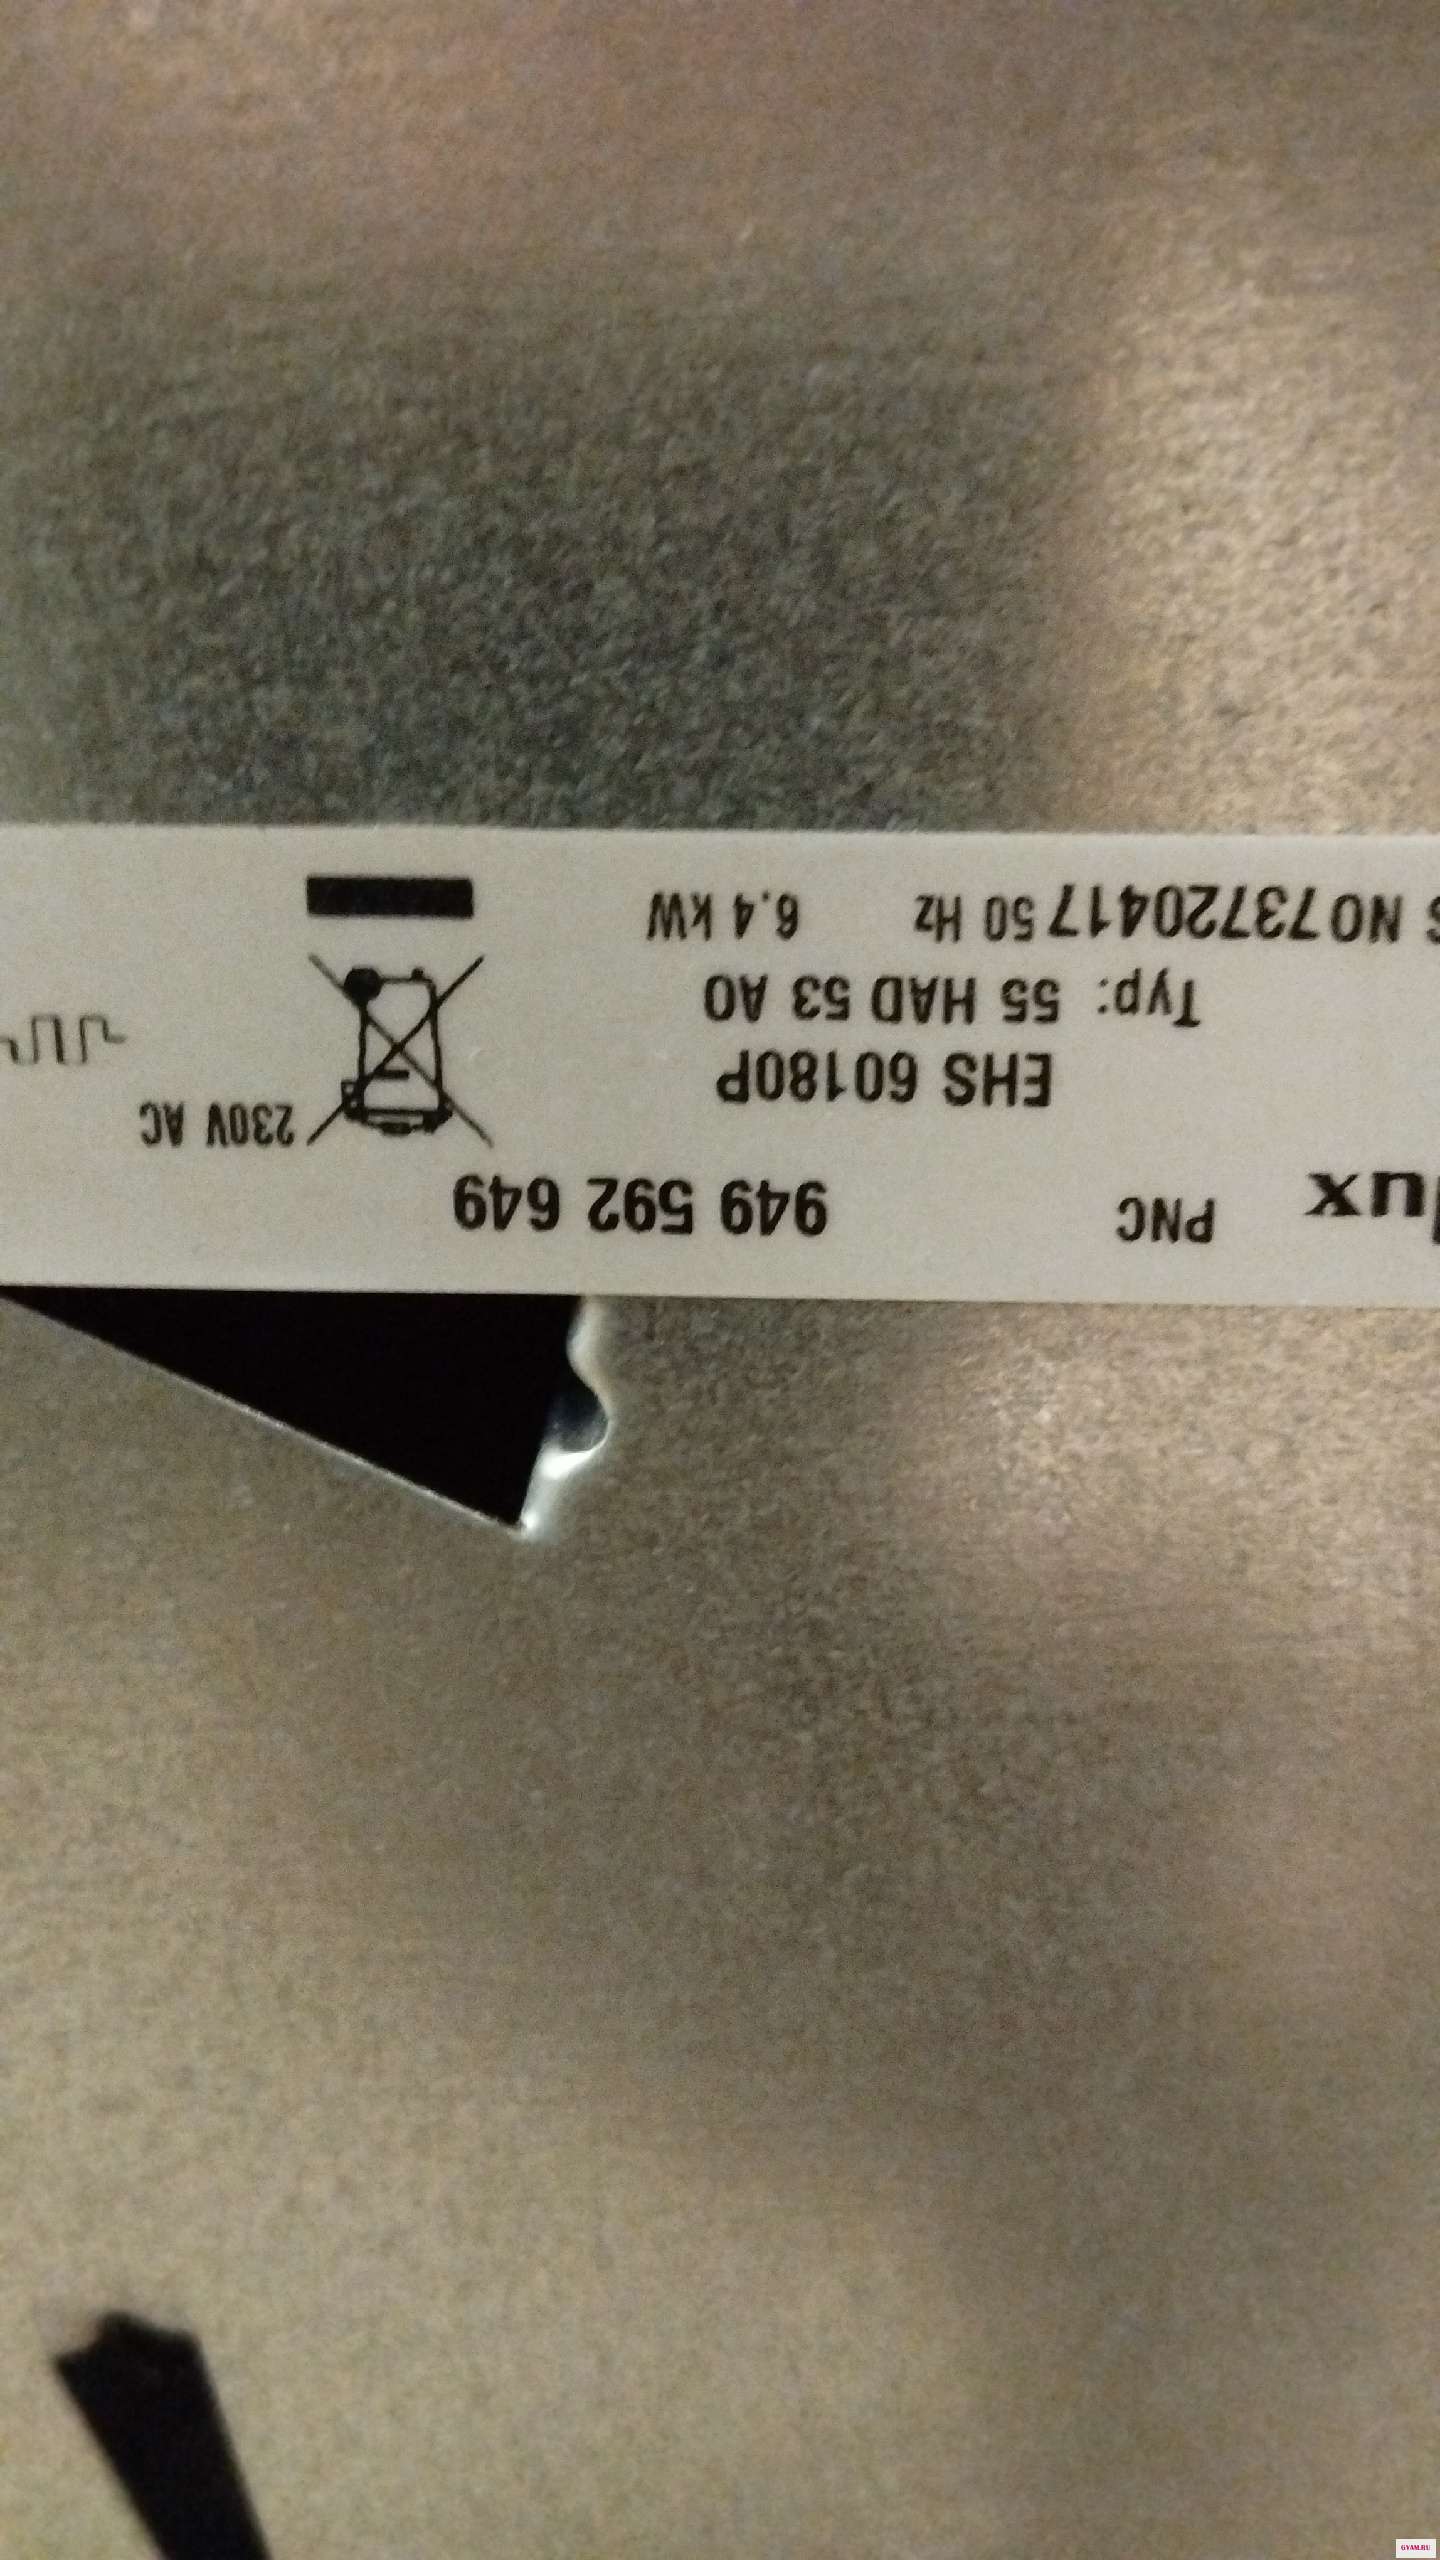 lux PNC 949 592 649
EHS 60180P 230V AC
Typ: 55 HAD 53 AO
S NO73720417 50 Hz 6.4 kW
GVAM.RU